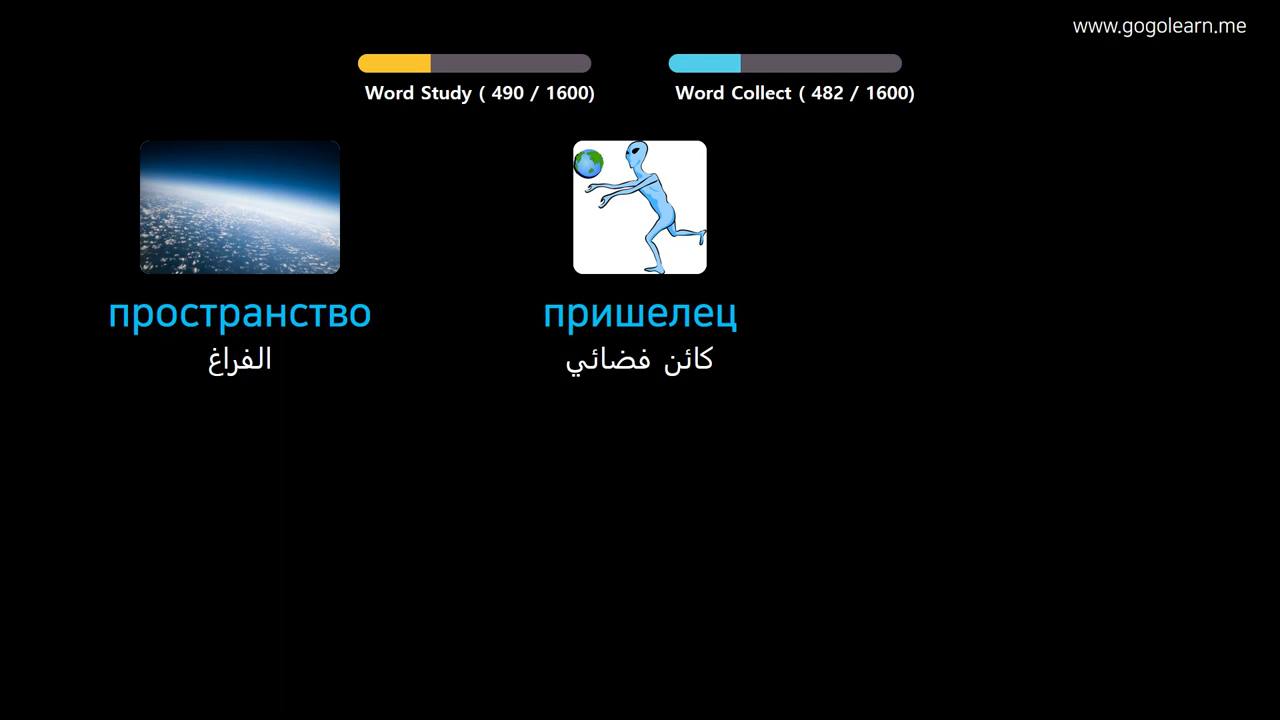 www.gogolearn.me
Word Study ( 490 / 1600)
Word Collect ( 482 / 1600)
пространство
пришелец
الفراغ
كائن فضائي